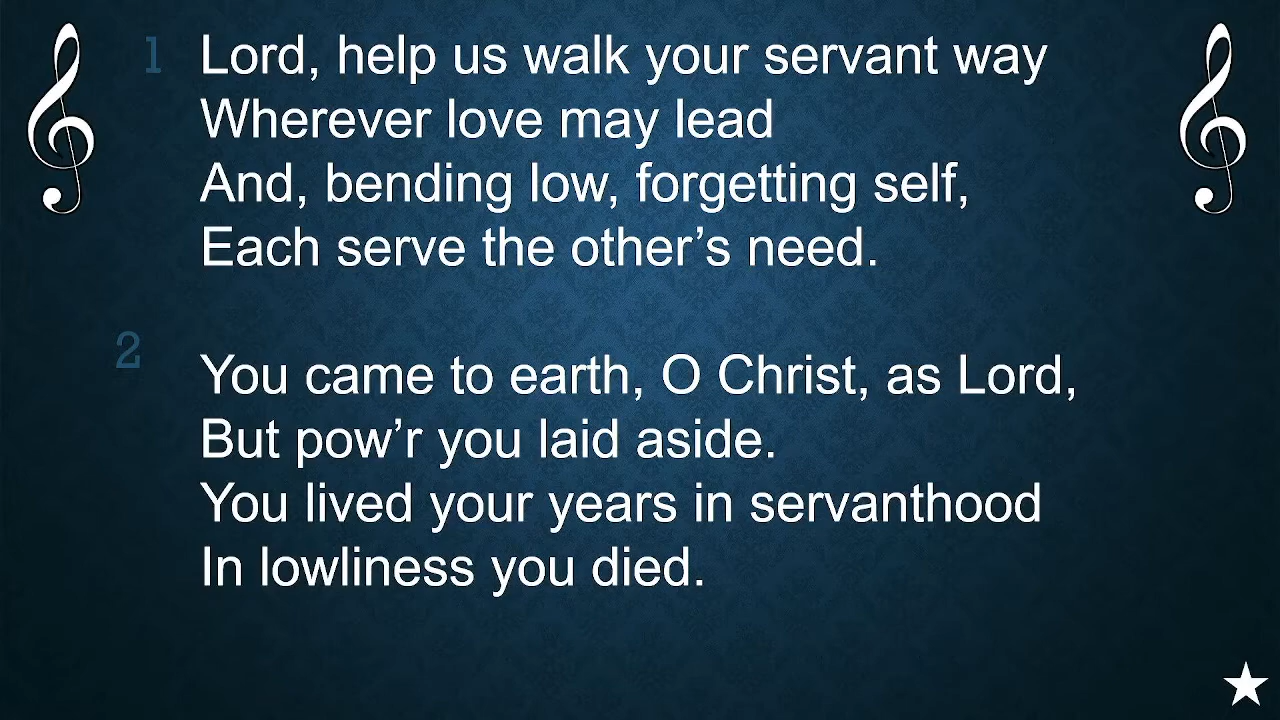 1 Lord, help us walk your servant way
Wherever love may lead
And, bending low, forgetting self,
Each serve the other’s need.
2
You came to earth, O Christ, as Lord,
But pow’r you laid aside.
You lived your years in servanthood
In lowliness you died.